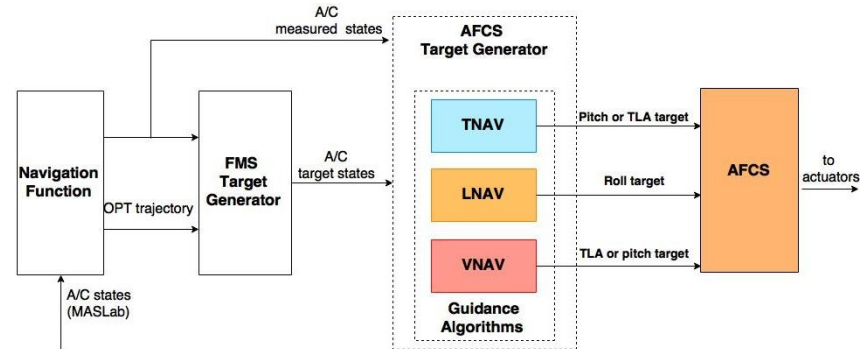 A/C
measured states
AFCS
Target Generator
Navigation
Function
OPT trajectory
FMS
Target
Generator
A/C
target states
TNAV
LNAV
VNAV
Guidance
Algorithms
Pitch or TLA target
Roll target
TLA or pitch target
AFCS
to
actuators
A/C states
(MASLab)